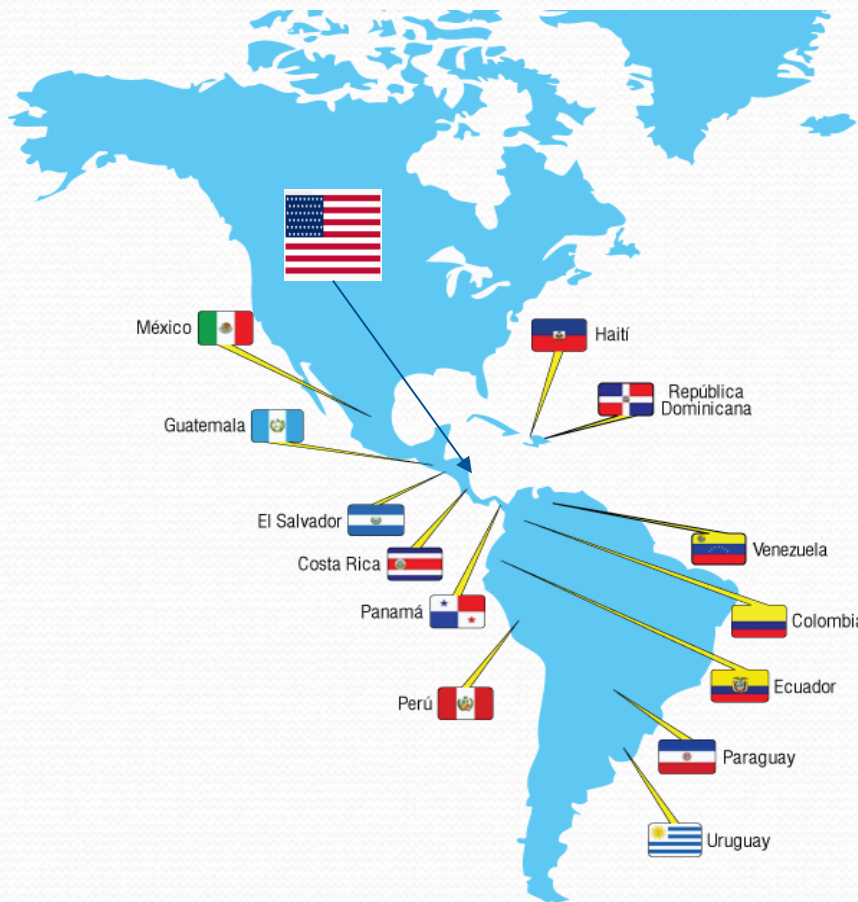 México
Haití
República
Dominicana
Guatemala
El Salvador
Venezuela
Costa Rica
Panamá
Colombia
Ecuador
Perú
Paraguay
Uruguay